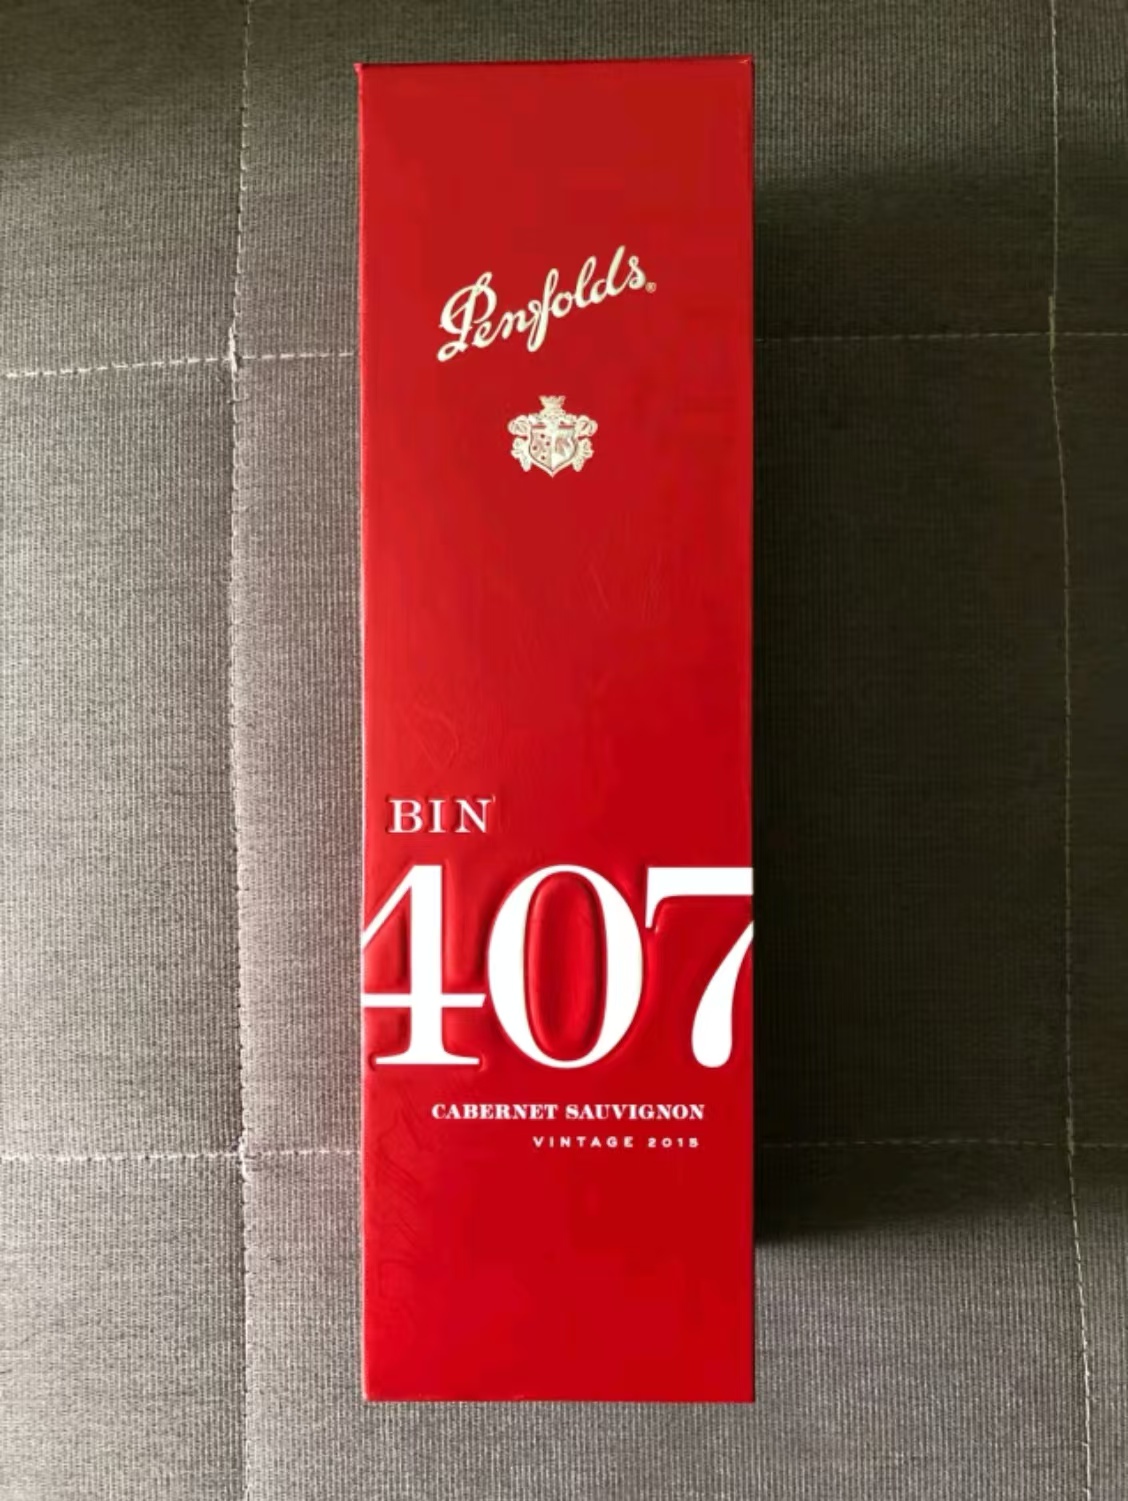 Penfolds®
BIN
407
CABERNET SAUVIGNON
VINTAGE 2015